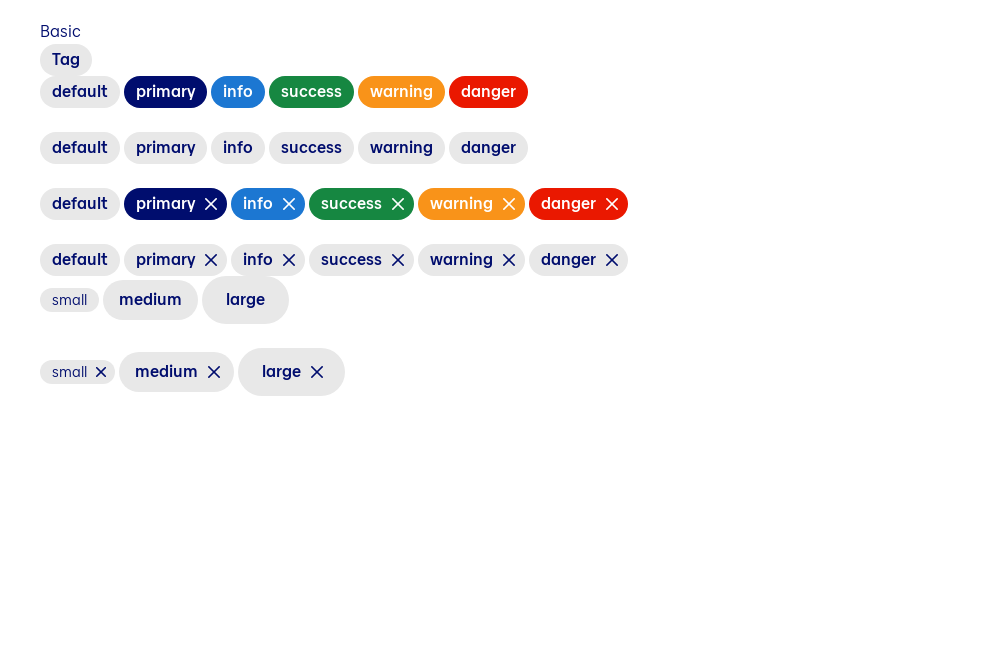 Basic
Tag
default primary info success warning danger
default primary info success warning danger
default primary info success warning danger
default primary info success warning danger
small medium large
small medium large